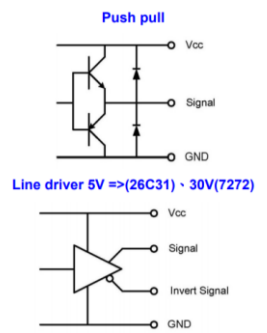 Push pull
Vcc
Signal
GND
Line driver 5V =>(26C31)、30V(7272)
Vcc
Signal
Invert Signal
GND